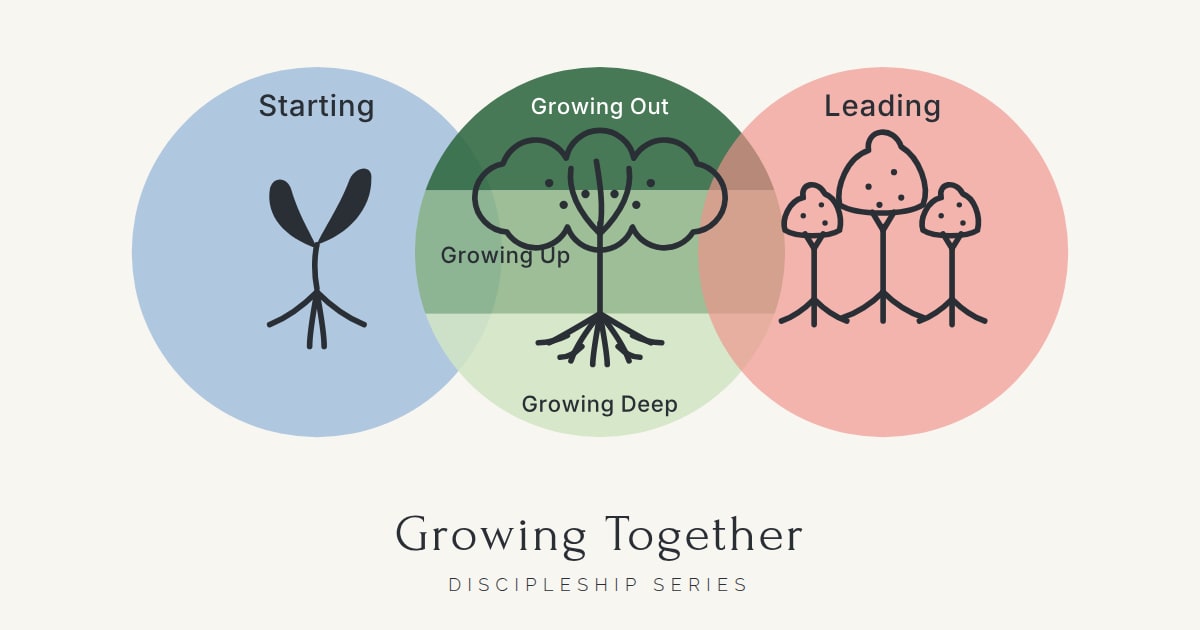 Starting
Growing Out
Leading
Growing Up
Growing Deep
Growing Together
DISCIPLESHIP SERIES